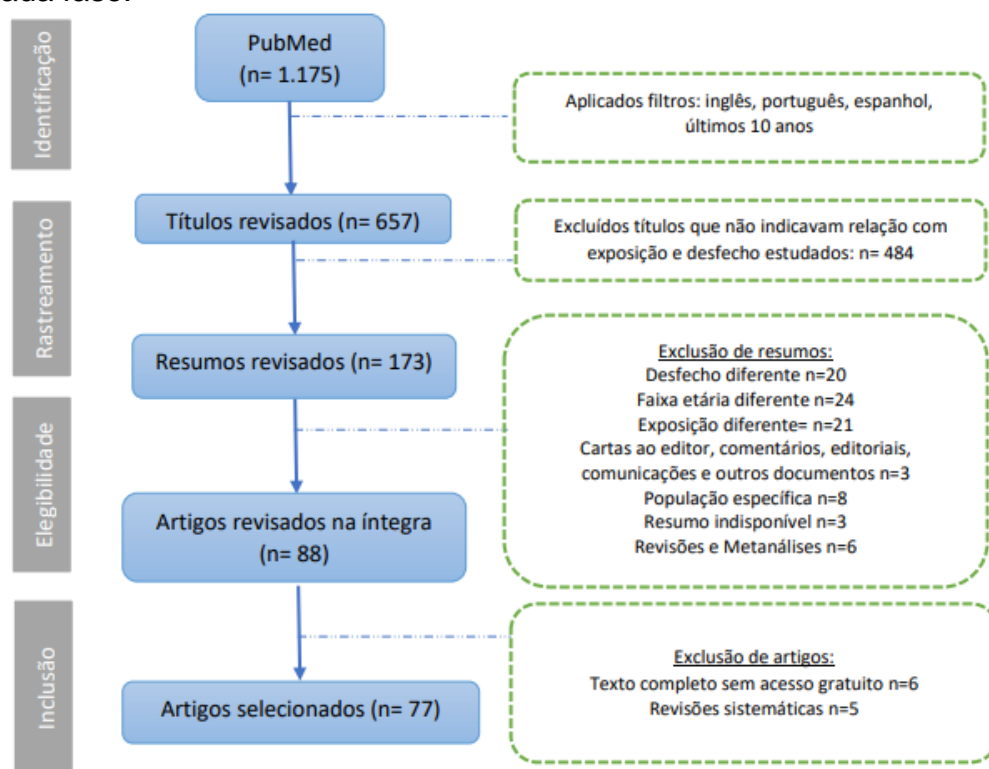 Identificação
PubMed
(n= 1.175)
Aplicados filtros: inglês, português, espanhol,
últimos 10 anos
Rastreamento
Títulos revisados (n= 657)
Excluídos títulos que não indicavam relação com
exposição e desfecho estudados: n= 484
Resumos revisados (n= 173)
Exclusão de resumos:
Desfecho diferente n=20
Faixa etária diferente n=24
Exposição diferente= n=21
Cartas ao editor, comentários, editoriais,
comunicações e outros documentos n=3
População específica n=8
Resumo indisponível n=3
Revisões e Metanálises n=6
Elegibilidade
Artigos revisados na íntegra
(n= 88)
Inclusão
Exclusão de artigos:
Texto completo sem acesso gratuito n=6
Revisões sistemáticas n=5
Artigos selecionados (n= 77)